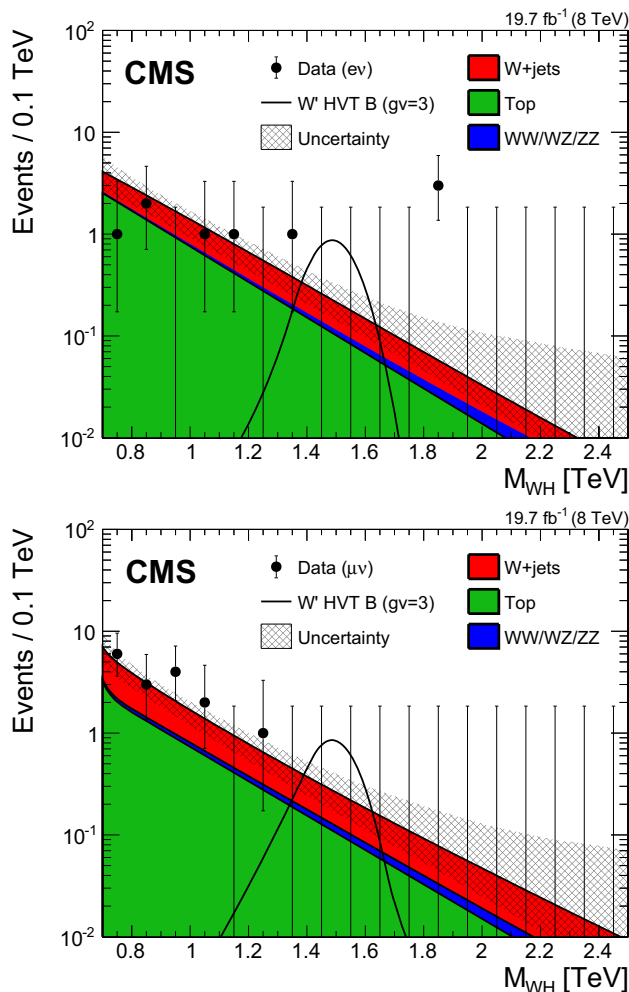 19.7 fb⁻¹ (8 TeV)
Events / 0.1 TeV
10²
10
1
10⁻¹
10⁻²
CMS
Data (eν)
W' HVT B (gv=3)
Uncertainty
W+jets
Top
WW/WZ/ZZ
0.8 1 1.2 1.4 1.6 1.8 2 2.2 2.4
M_WH [TeV]
19.7 fb⁻¹ (8 TeV)
Events / 0.1 TeV
10²
10
1
10⁻¹
10⁻²
CMS
Data (μν)
W' HVT B (gv=3)
Uncertainty
W+jets
Top
WW/WZ/ZZ
0.8 1 1.2 1.4 1.6 1.8 2 2.2 2.4
M_WH [TeV]